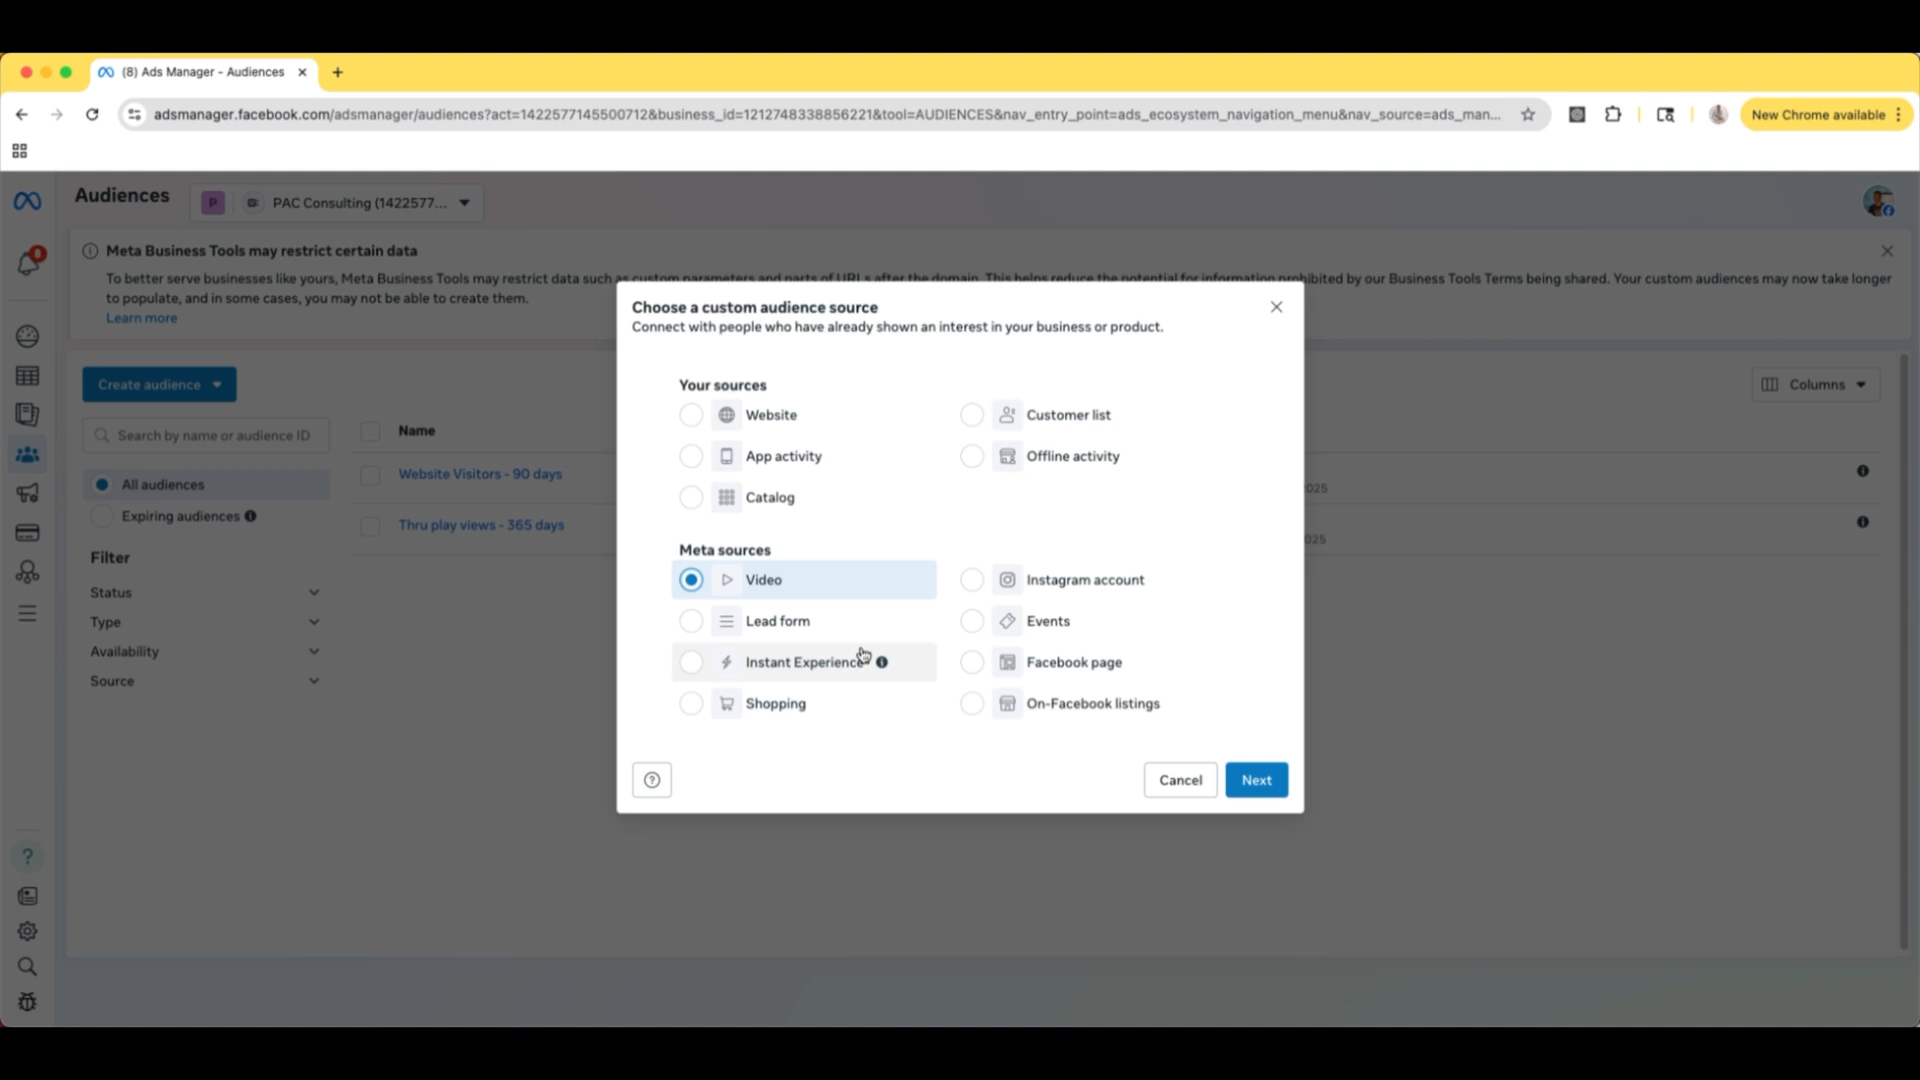 (8) Ads Manager - Audiences
adsmanager.facebook.com/adsmanager/audiences?act=1422577145500712&business_id=1212748338856221&tool=AUDIENCES&nav_entry_point=ads_ecosystem_navigation_menu&nav_source=ads_man...
New Chrome available
Audiences
P
PAC Consulting (1422577...
8
Meta Business Tools may restrict certain data
To better serve businesses like yours, Meta Business Tools may restrict data such as custom parameters and parts of URLs after the domain. This helps reduce the potential for information prohibited by our Business Tools Terms being shared. Your custom audiences may now take longer
to populate, and in some cases, you may not be able to create them.
Learn more
Create audience
Columns
Search by name or audience ID
Name
All audiences
Website Visitors - 90 days
025
Expiring audiences
Thru play views - 365 days
025
Filter
Status
Type
Availability
Source
Choose a custom audience source
Connect with people who have already shown an interest in your business or product.
Your sources
Website
Customer list
App activity
Offline activity
Catalog
Meta sources
Video
Instagram account
Lead form
Events
Instant Experience
Facebook page
Shopping
On-Facebook listings
Cancel
Next